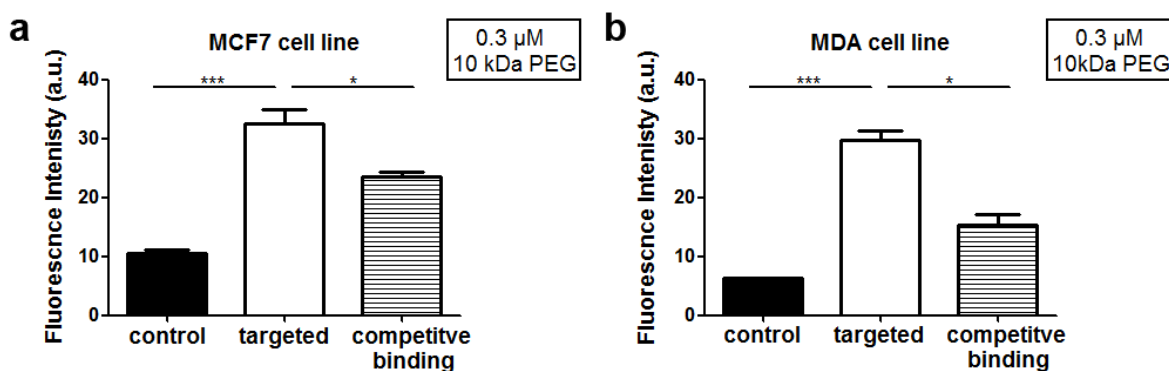 a
MCF7 cell line
0.3 µM
10 kDa PEG
Fluorescnce Intenisty (a.u.)
40
30
20
10
0
***
*
control
targeted
competitve
binding
b
MDA cell line
0.3 µM
10kDa PEG
Fluorescnce Intenisty (a.u.)
40
30
20
10
0
***
*
control
targeted
competitve
binding